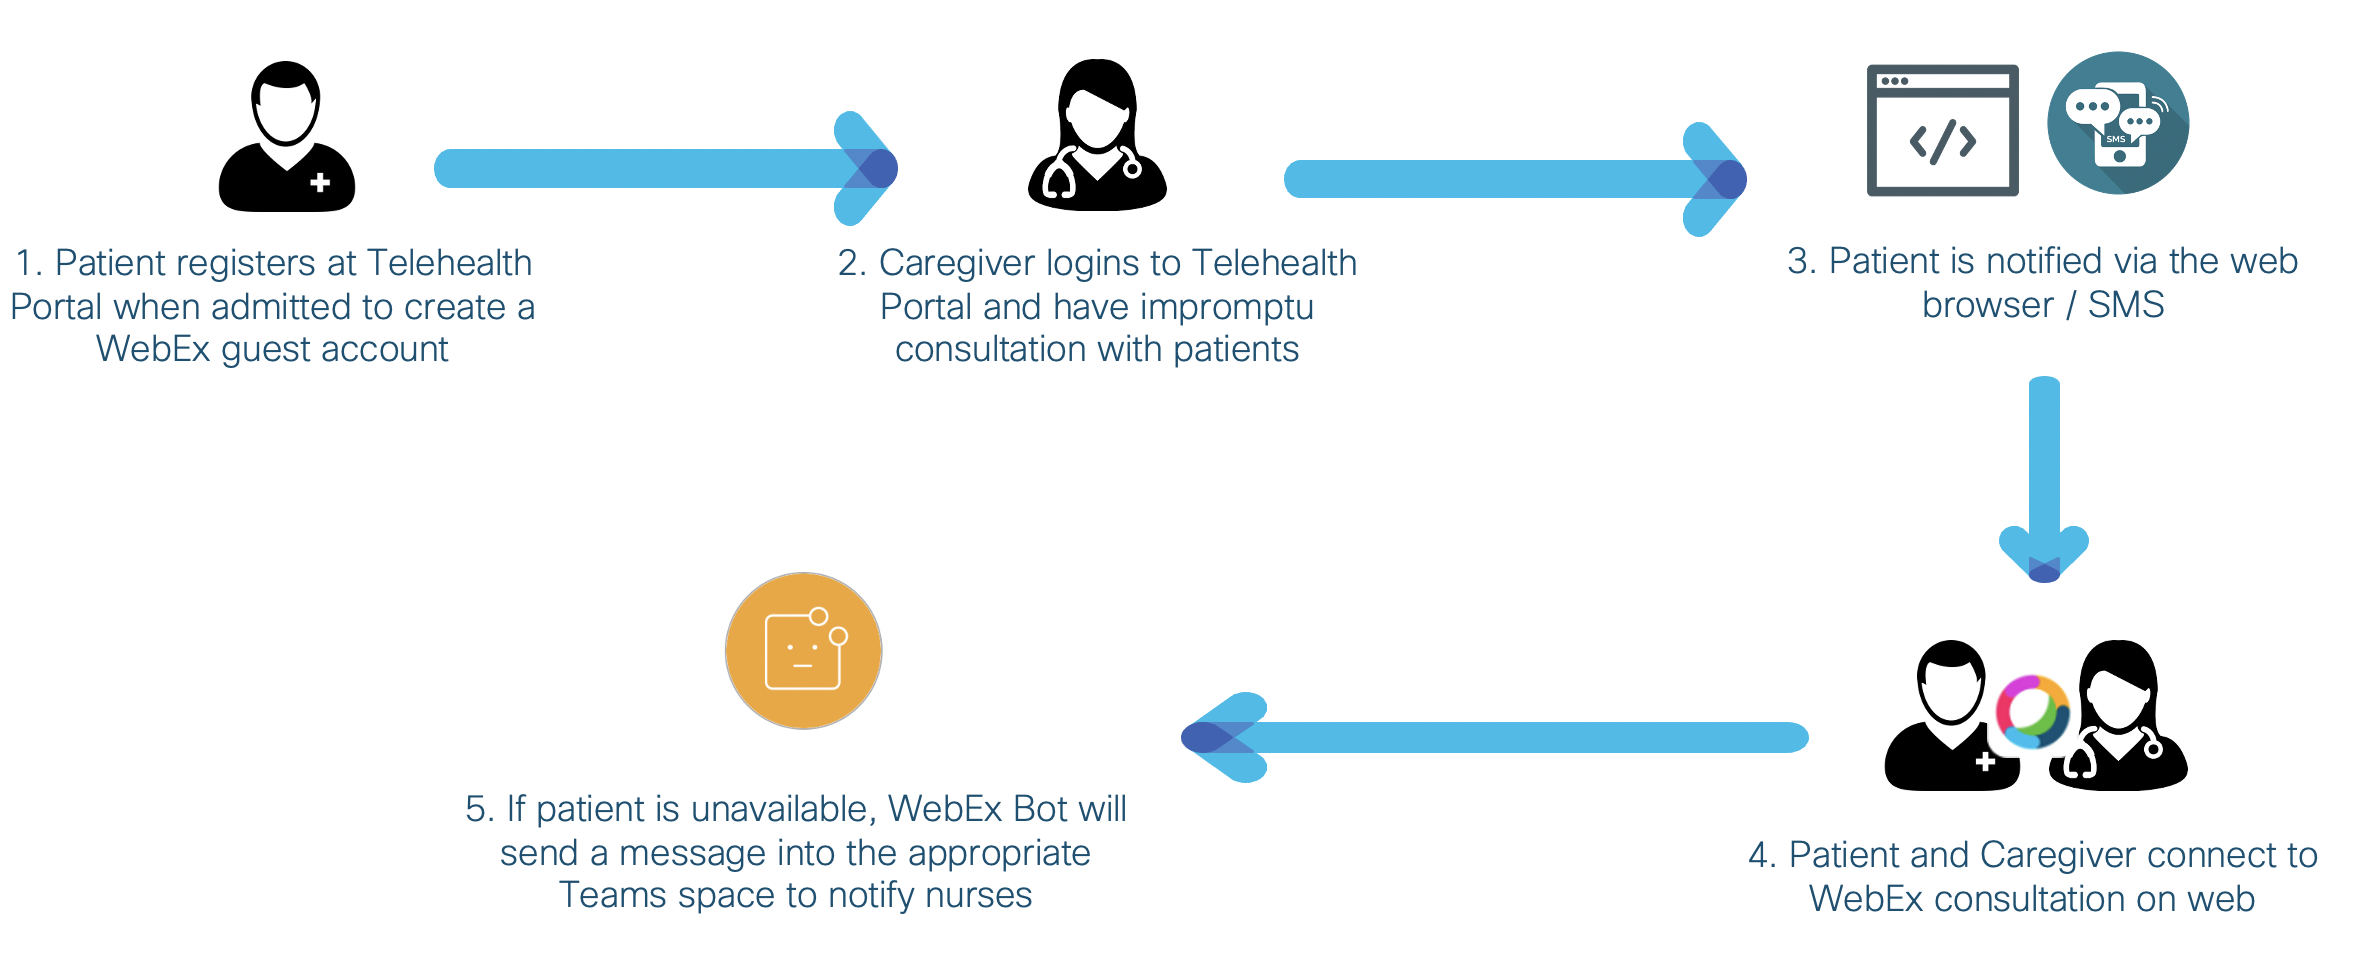 1. Patient registers at Telehealth
Portal when admitted to create a
WebEx guest account
2. Caregiver logins to Telehealth
Portal and have impromptu
consultation with patients
SMS
3. Patient is notified via the web
browser / SMS
4. Patient and Caregiver connect to
WebEx consultation on web
5. If patient is unavailable, WebEx Bot will
send a message into the appropriate
Teams space to notify nurses